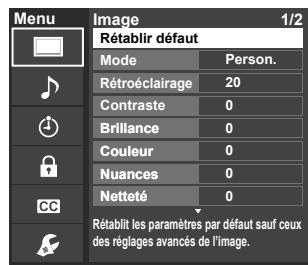 Menu
Image 1/2
Rétablir défaut
Mode Person.
Rétroéclairage 20
Contraste 0
Brillance 0
Couleur 0
Nuances 0
Netteté 0
CC
Rétablit les paramètres par défaut sauf ceux
des réglages avancés de l'image.